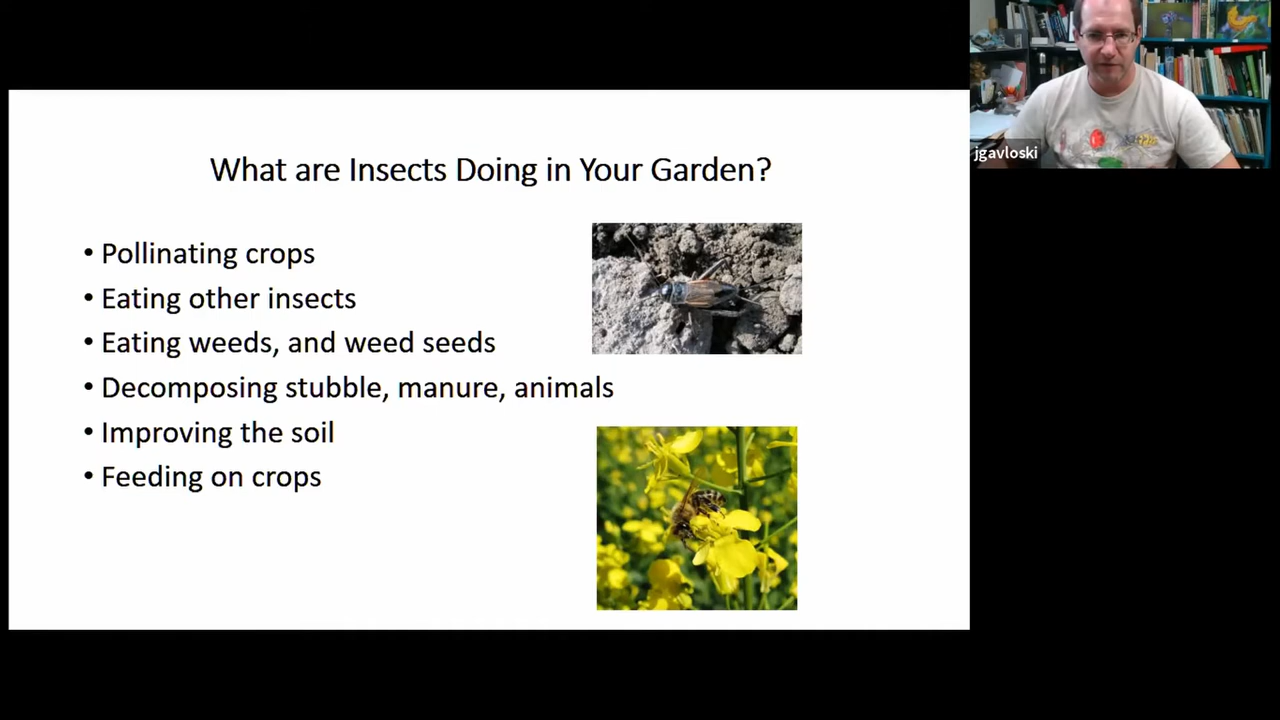 What are Insects Doing in Your Garden?
• Pollinating crops
• Eating other insects
• Eating weeds, and weed seeds
• Decomposing stubble, manure, animals
• Improving the soil
• Feeding on crops
jgavloski